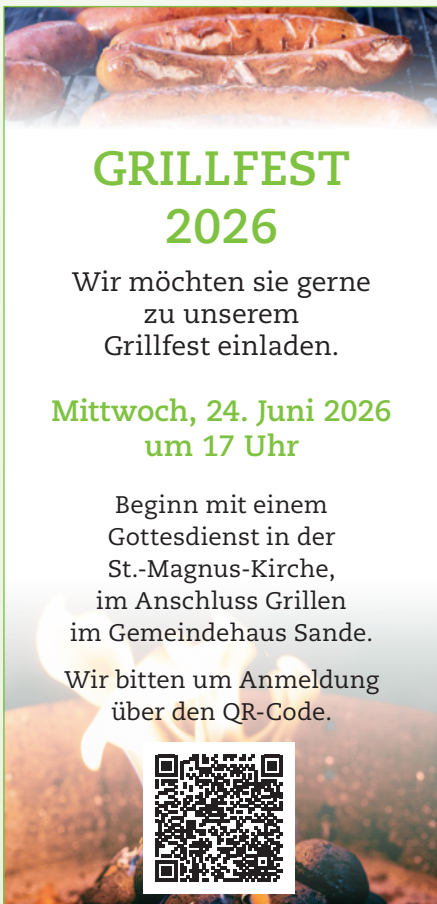 GRILLFEST
2026
Wir möchten sie gerne
zu unserem
Grillfest einladen.
Mittwoch, 24. Juni 2026
um 17 Uhr
Beginn mit einem
Gottesdienst in der
St.-Magnus-Kirche,
im Anschluss Grillen
im Gemeindehaus Sande.
Wir bitten um Anmeldung
über den QR-Code.